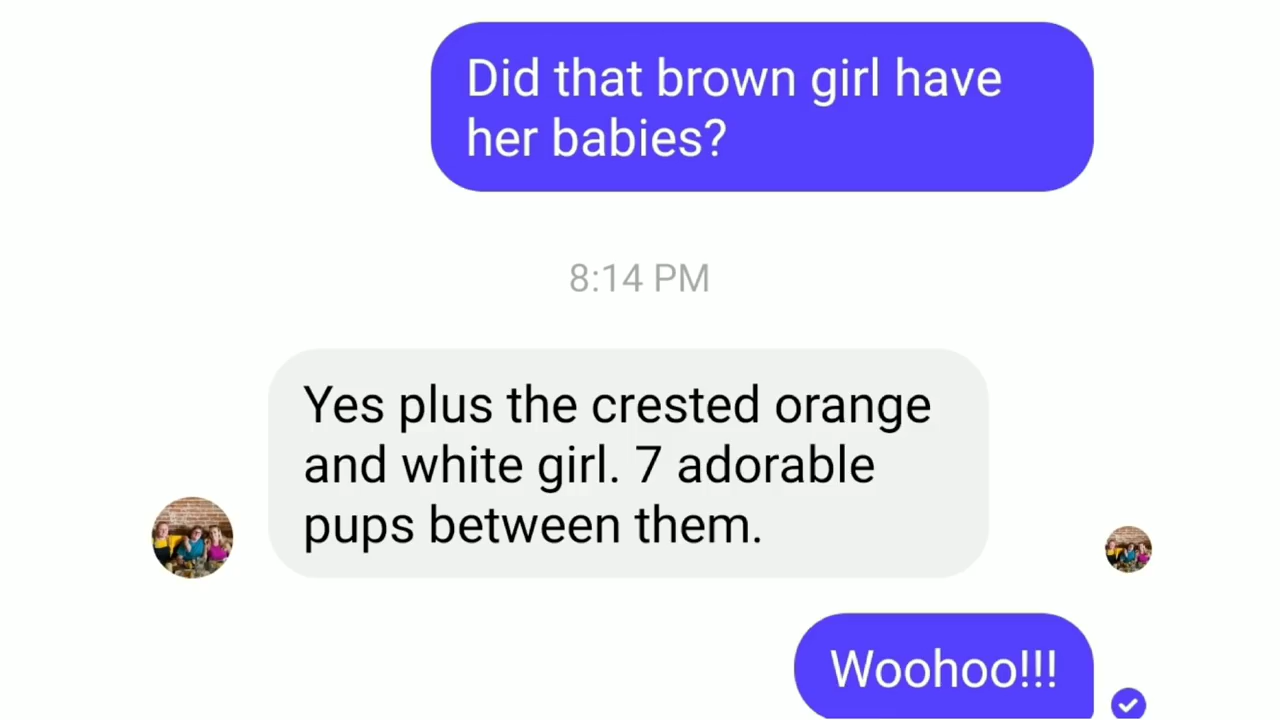 Did that brown girl have
her babies?
8:14 PM
Yes plus the crested orange
and white girl. 7 adorable
pups between them.
Woohoo!!!